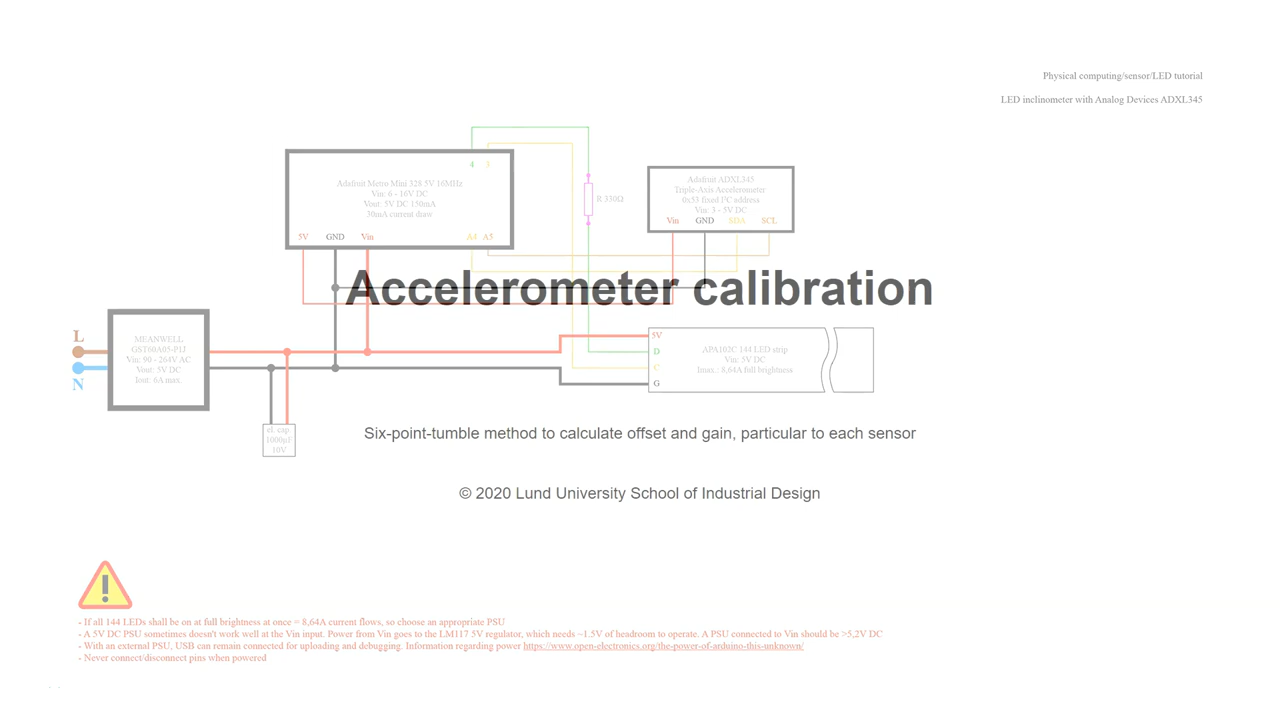 Physical computing/sensor/LED tutorial
LED inclinometer with Analog Devices ADXL345
4 3
Adafruit Metro Mini 328 5V 16MHz
Vin: 6 - 16V DC
Vout: 5V DC 150mA
30mA current draw
5V GND Vin A4 A5
R 330Ω
Adafruit ADXL345
Triple-Axis Accelerometer
0x53 fixed I²C address
Vin: 3 - 5V DC
Vin GND SDA SCL
Accelerometer calibration
L
N
MEANWELL
GST60A05-P1J
Vin: 90 - 264V AC
Vout: 5V DC
Iout: 6A max.
5V
D
C
G
APA102C 144 LED strip
Vin: 5V DC
Imax.: 8,64A full brightness
el. cap
1000µF
10V
Six-point-tumble method to calculate offset and gain, particular to each sensor
© 2020 Lund University School of Industrial Design
- If all 144 LEDs shall be on at full brightness at once = 8,64A current flows, so choose an appropriate PSU
- A 5V DC PSU sometimes doesn't work well at the Vin input. Power from Vin goes to the LM117 5V regulator, which needs ~1.5V of headroom to operate. A PSU connected to Vin should be >5,2V DC
- With an external PSU, USB can remain connected for uploading and debugging. Information regarding power https://www.open-electronics.org/the-power-of-arduino-this-unknown/
- Never connect/disconnect pins when powered